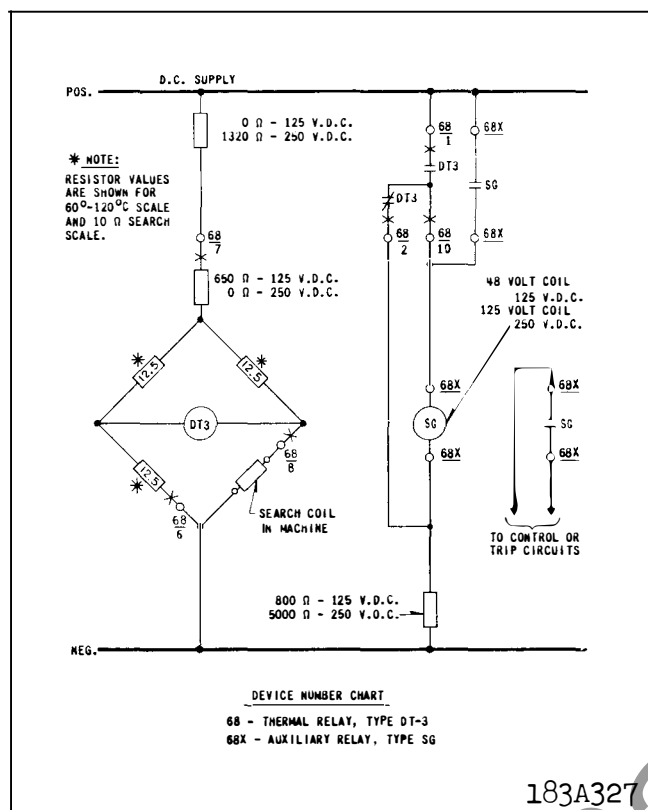 D.C. SUPPLY
POS.
0 Ω - 125 V.D.C.
1320 Ω - 250 V.D.C.
68
1
68X
* NOTE:
RESISTOR VALUES
ARE SHOWN FOR
60°-120°C SCALE
AND 10 Ω SEARCH
SCALE.
DT3
SG
DT3
68
7
68
2
68
10
68X
650 Ω - 125 V.D.C.
0 Ω - 250 V.D.C.
48 VOLT COIL
125 V.D.C.
125 VOLT COIL
250 V.D.C.
*
12.5
*
12.5
68X
68X
DT3
SG
SG
*
12.5
68
8
68X
68X
68
6
SEARCH COIL
IN MACHINE
TO CONTROL OR
TRIP CIRCUITS
800 Ω - 125 V.D.C.
5000 Ω - 250 V.O.C.
NEG.
DEVICE NUMBER CHART
68 - THERMAL RELAY, TYPE DT-3
68X - AUXILIARY RELAY, TYPE SG
183A327